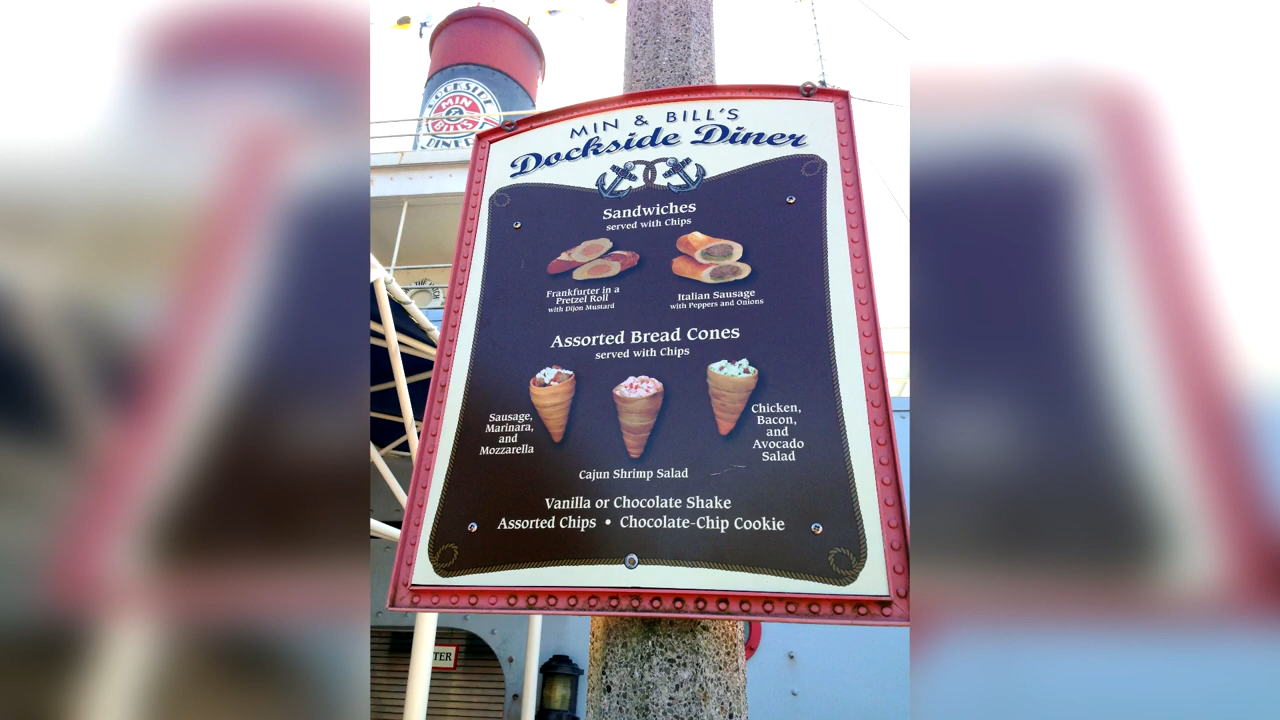 DOCKSIDE
MIN
&
BILL'S
DINER
MIN & BILL'S
Dockside Diner
Sandwiches
served with Chips
Frankfurter in a
Pretzel Roll
with Dijon Mustard
Italian Sausage
with Peppers and Onions
Assorted Bread Cones
served with Chips
Sausage,
Marinara,
and
Mozzarella
Cajun Shrimp Salad
Chicken,
Bacon,
and
Avocado
Salad
Vanilla or Chocolate Shake
Assorted Chips • Chocolate-Chip Cookie
TER